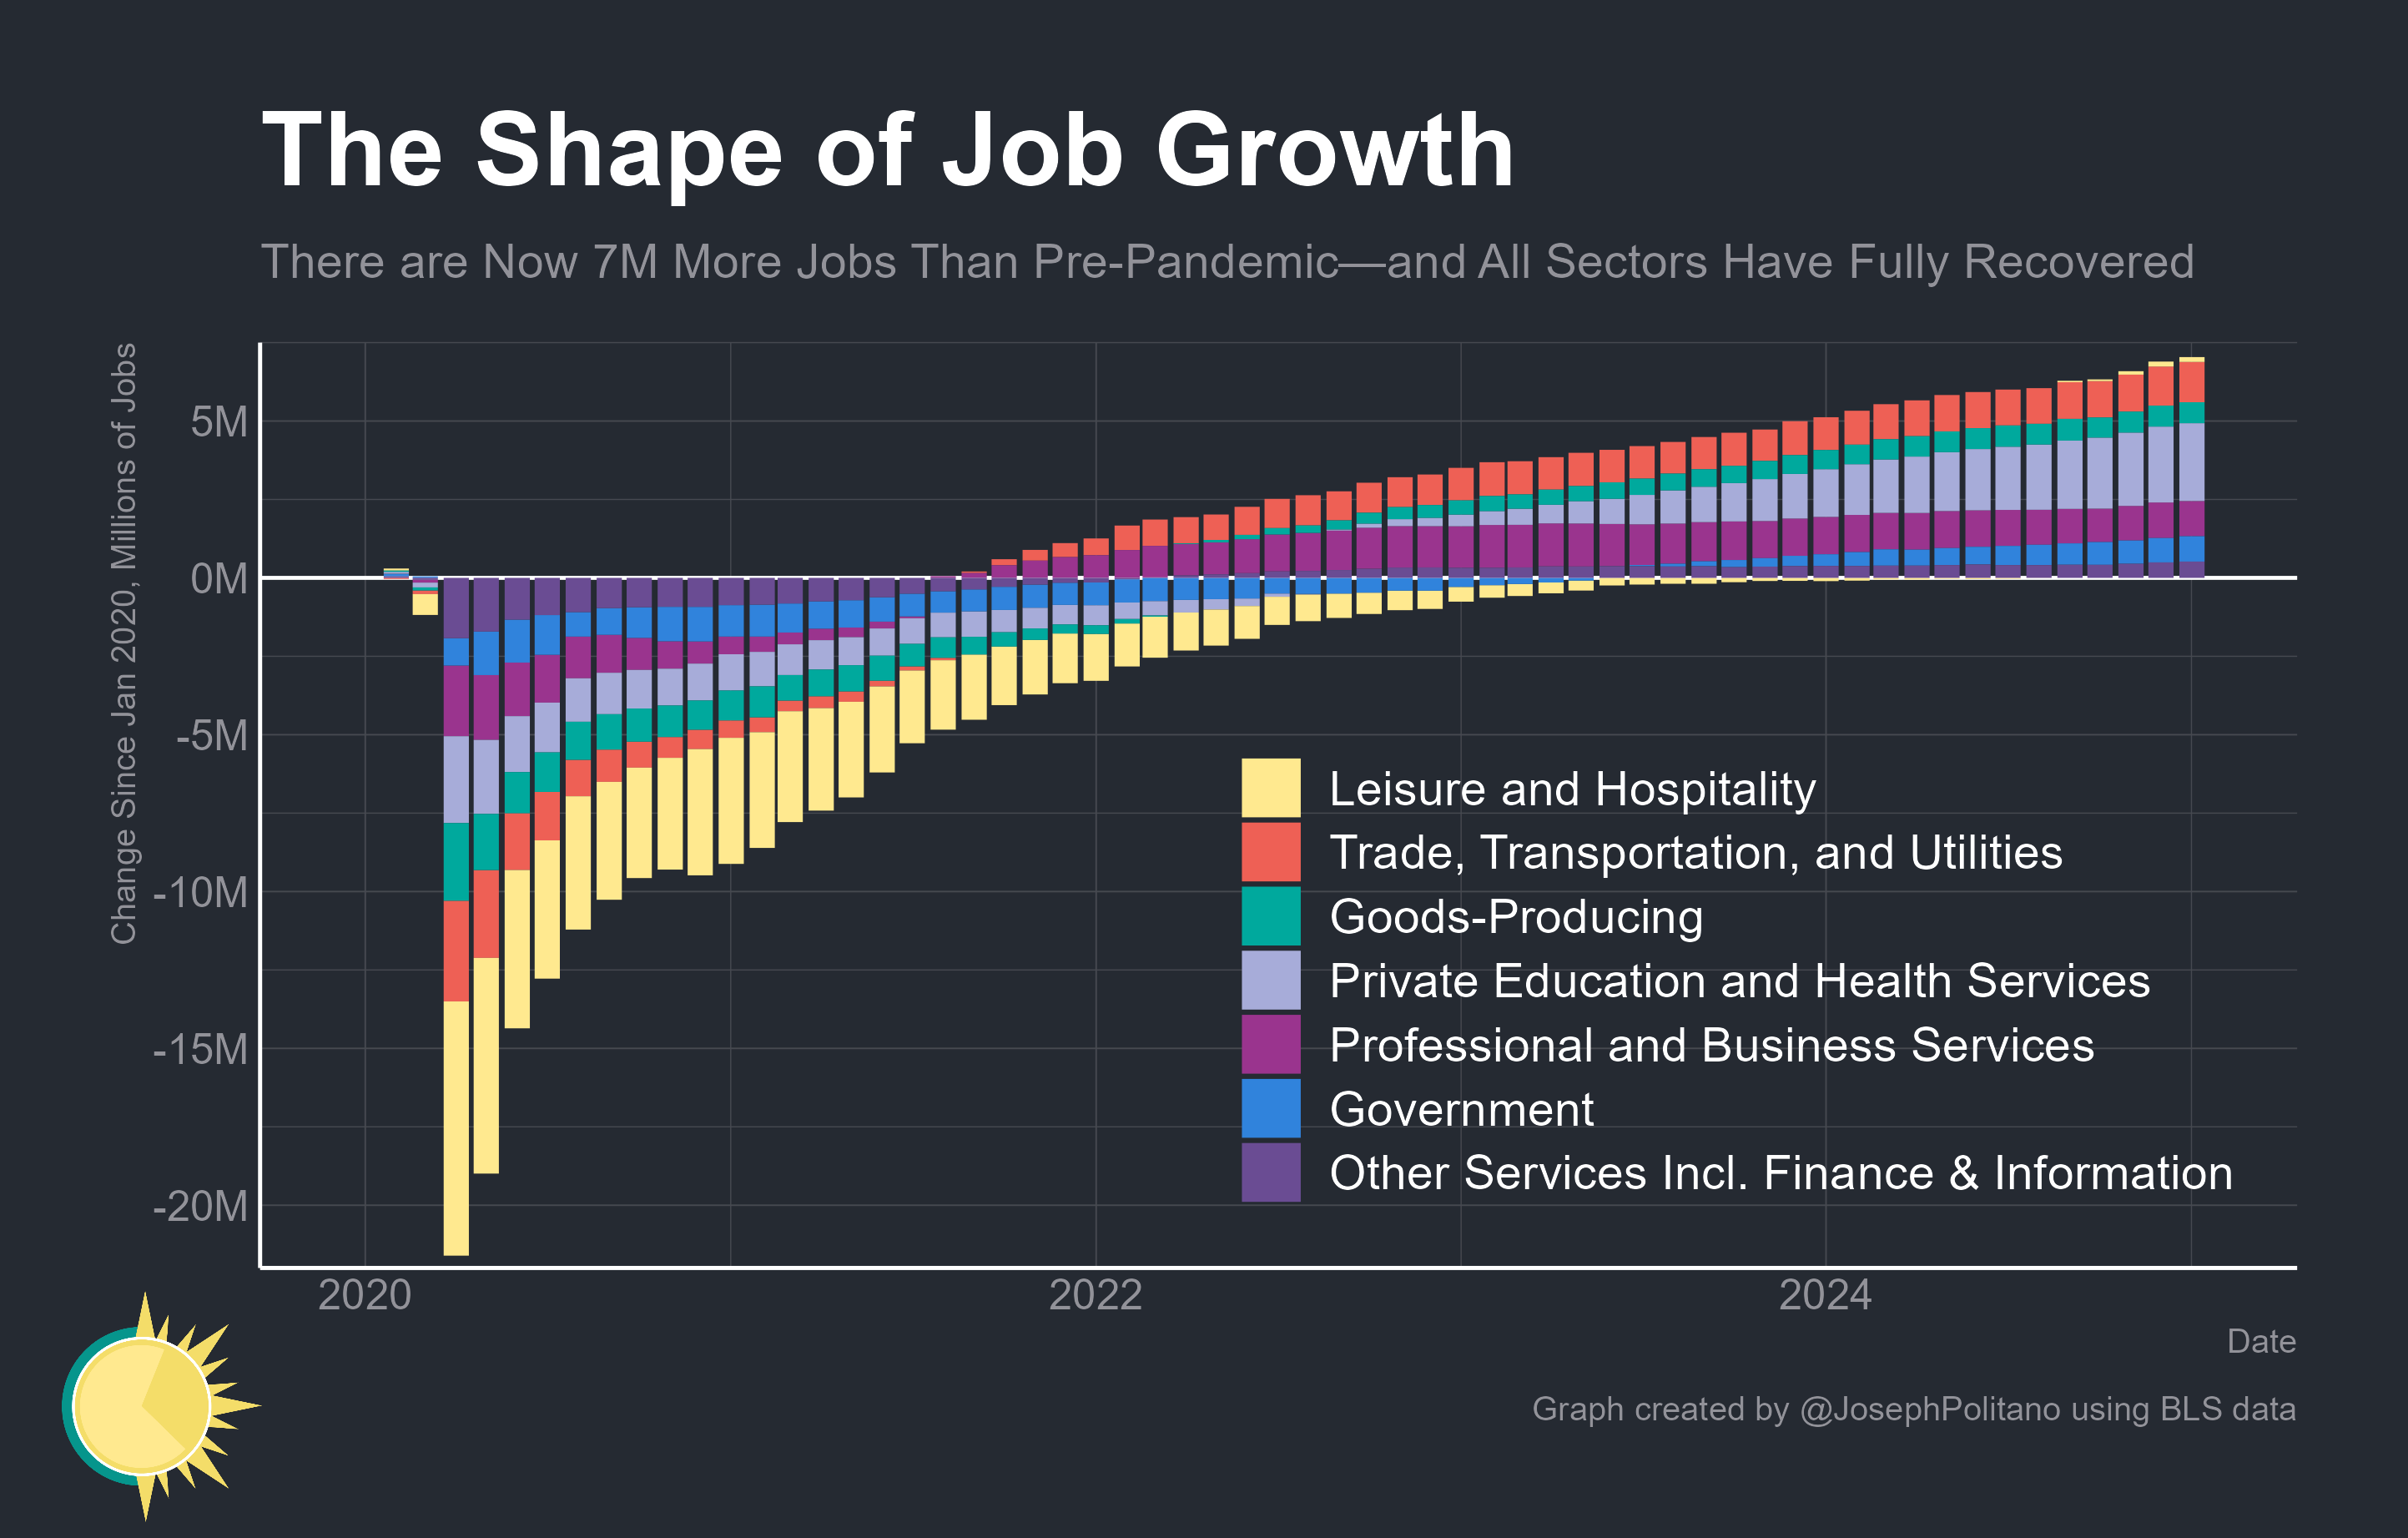 The Shape of Job Growth
There are Now 7M More Jobs Than Pre-Pandemic—and All Sectors Have Fully Recovered
Change Since Jan 2020, Millions of Jobs
5M
0M
-5M
-10M
-15M
-20M
Leisure and Hospitality
Trade, Transportation, and Utilities
Goods-Producing
Private Education and Health Services
Professional and Business Services
Government
Other Services Incl. Finance & Information
2020 2022 2024
Date
Graph created by @JosephPolitano using BLS data